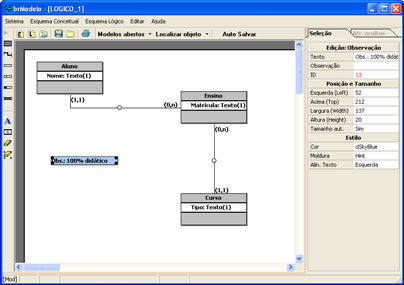 brModelo - [LOGICO_1]
Sistema Esquema Conceitual Esquema Lógico Editar Ajuda
Modelos abertos Localizar objeto Auto Salvar
Seleção Atr. ocultos
Aluno
Nome: Texto(1)
(1,1)
(0,n)
Ensino
Matrícula: Texto(1)
(0,n)
Obs.: 100% didático
(1,1)
Curso
Tipo: Texto(1)
Edição: Observação
Texto Obs.: 100% didátic
Observação
ID 13
Posição e Tamanho
Esquerda (Left) 52
Acima (Top) 212
Largura (Width) 137
Altura (Height) 20
Tamanho aut. Sim
Estilo
Cor clSkyBlue
Moldura Hint
Alin. Texto Esquerda
[Mod]